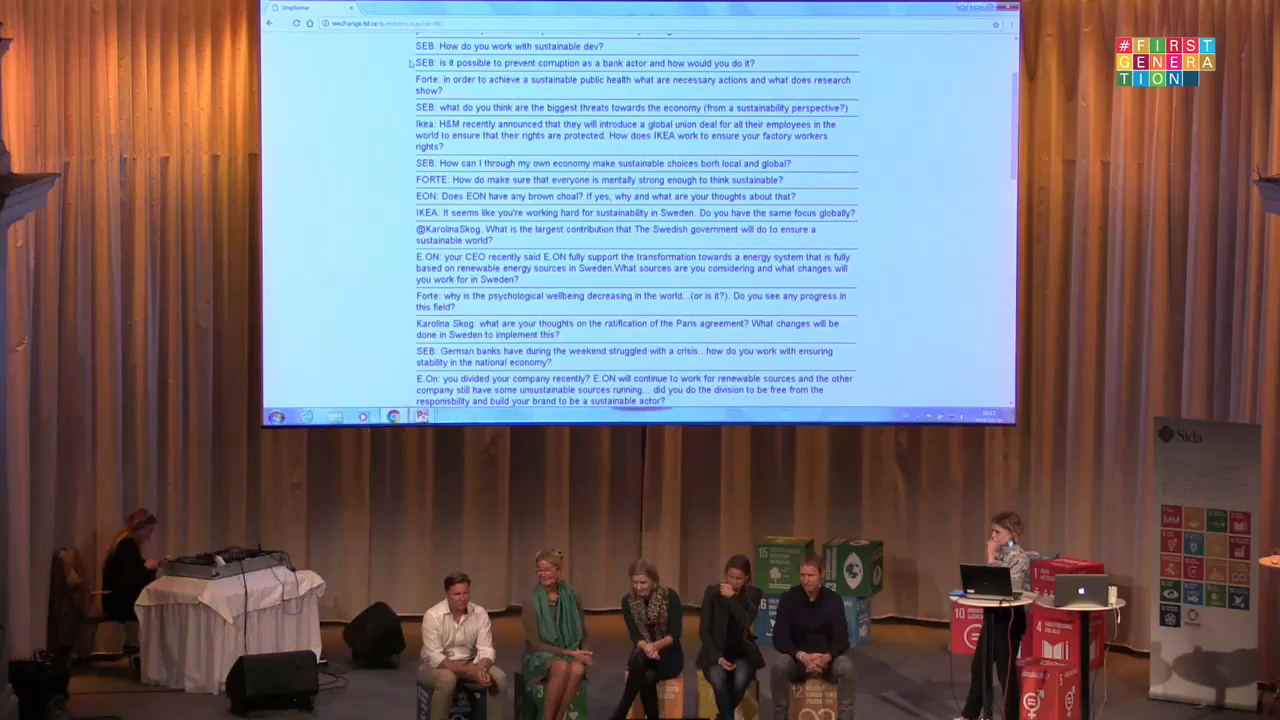 #FIRST
GENERA
TION
SEB. How do you work with sustainable dev?
SEB: is it possible to prevent corruption as a bank actor and how would you do it?
Forte: in order to achieve a sustainable public health what are necessary actions and what does research
show?
SEB: what do you think are the biggest threats towards the economy (from a sustainability perspective?)
Ikea: H&M recently announced that they will introduce a global union deal for all their employees in the
world to ensure that their rights are protected. How does IKEA work to ensure your factory workers
rights?
SEB: How can I through my own economy make sustainable choices borh local and global?
FORTE: How do make sure that everyone is mentally strong enough to think sustainable?
EON: Does EON have any brown choal? If yes, why and what are your thoughts about that?
IKEA: It seems like you're working hard for sustainability in Sweden. Do you have the same focus globally?
@KarolinaSkog. What is the largest contribution that The Swedish government will do to ensure a
sustainable world?
E.ON: your CEO recently said E.ON fully support the transformation towards a energy system that is fully
based on renewable energy sources in Sweden.What sources are you considering and what changes will
you work for in Sweden?
Forte: why is the psychological wellbeing decreasing in the world...(or is it?). Do you see any progress in
this field?
Karolina Skog: what are your thoughts on the ratification of the Paris agreement? What changes will be
done in Sweden to implement this?
SEB: German banks have during the weekend struggled with a crisis.. how do you work with ensuring
stability in the national economy?
E.On: you divided your company recently? E.ON will continue to work for renewable sources and the other
company still have some unsustainable sources running... did you do the division to be free from the
responisbility and build your brand to be a sustainable actor?
Sida
15
13
10
1
4
5
3
12